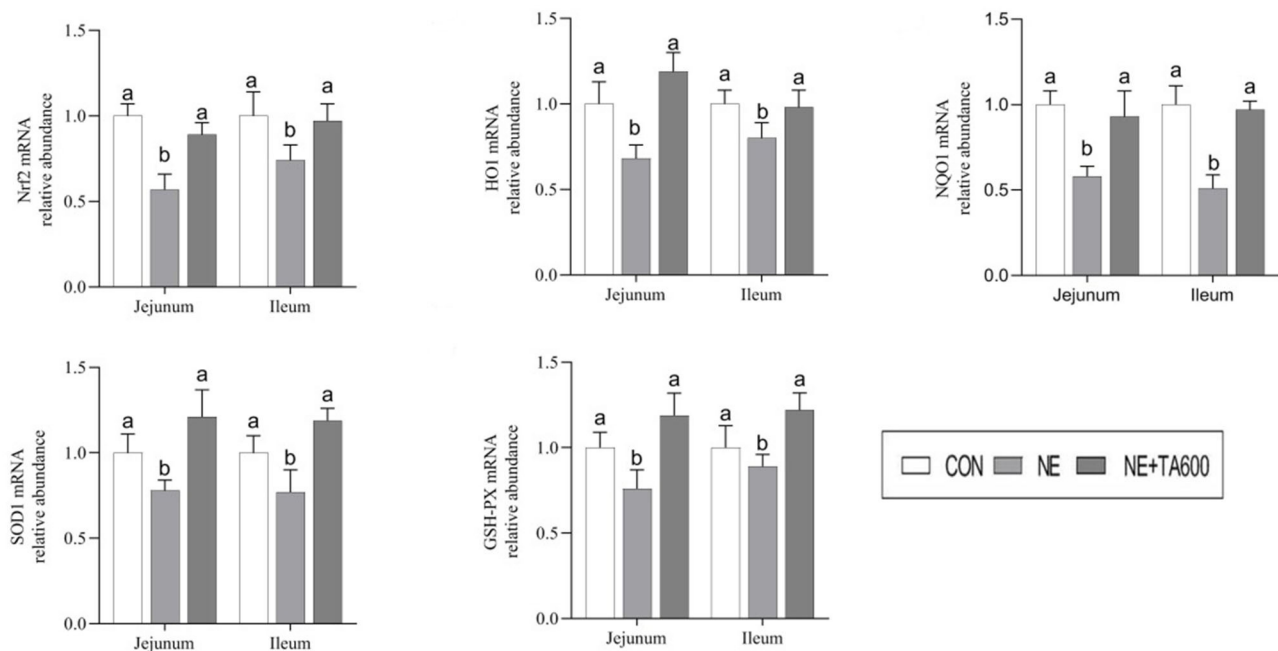 Nrf2 mRNA
relative abundance
1.5
1.0
0.5
0.0
a
b
a
a
b
a
Jejunum
Ileum
HO1 mRNA
relative abundance
1.5
1.0
0.5
0.0
a
b
a
a
b
a
Jejunum
Ileum
NQO1 mRNA
relative abundance
1.5
1.0
0.5
0.0
a
b
a
a
b
a
Jejunum
Ileum
SOD1 mRNA
relative abundance
1.5
1.0
0.5
0.0
a
b
a
a
b
a
Jejunum
Ileum
GSH-PX mRNA
relative abundance
1.5
1.0
0.5
0.0
a
b
a
a
b
a
Jejunum
Ileum
CON NE NE+TA600